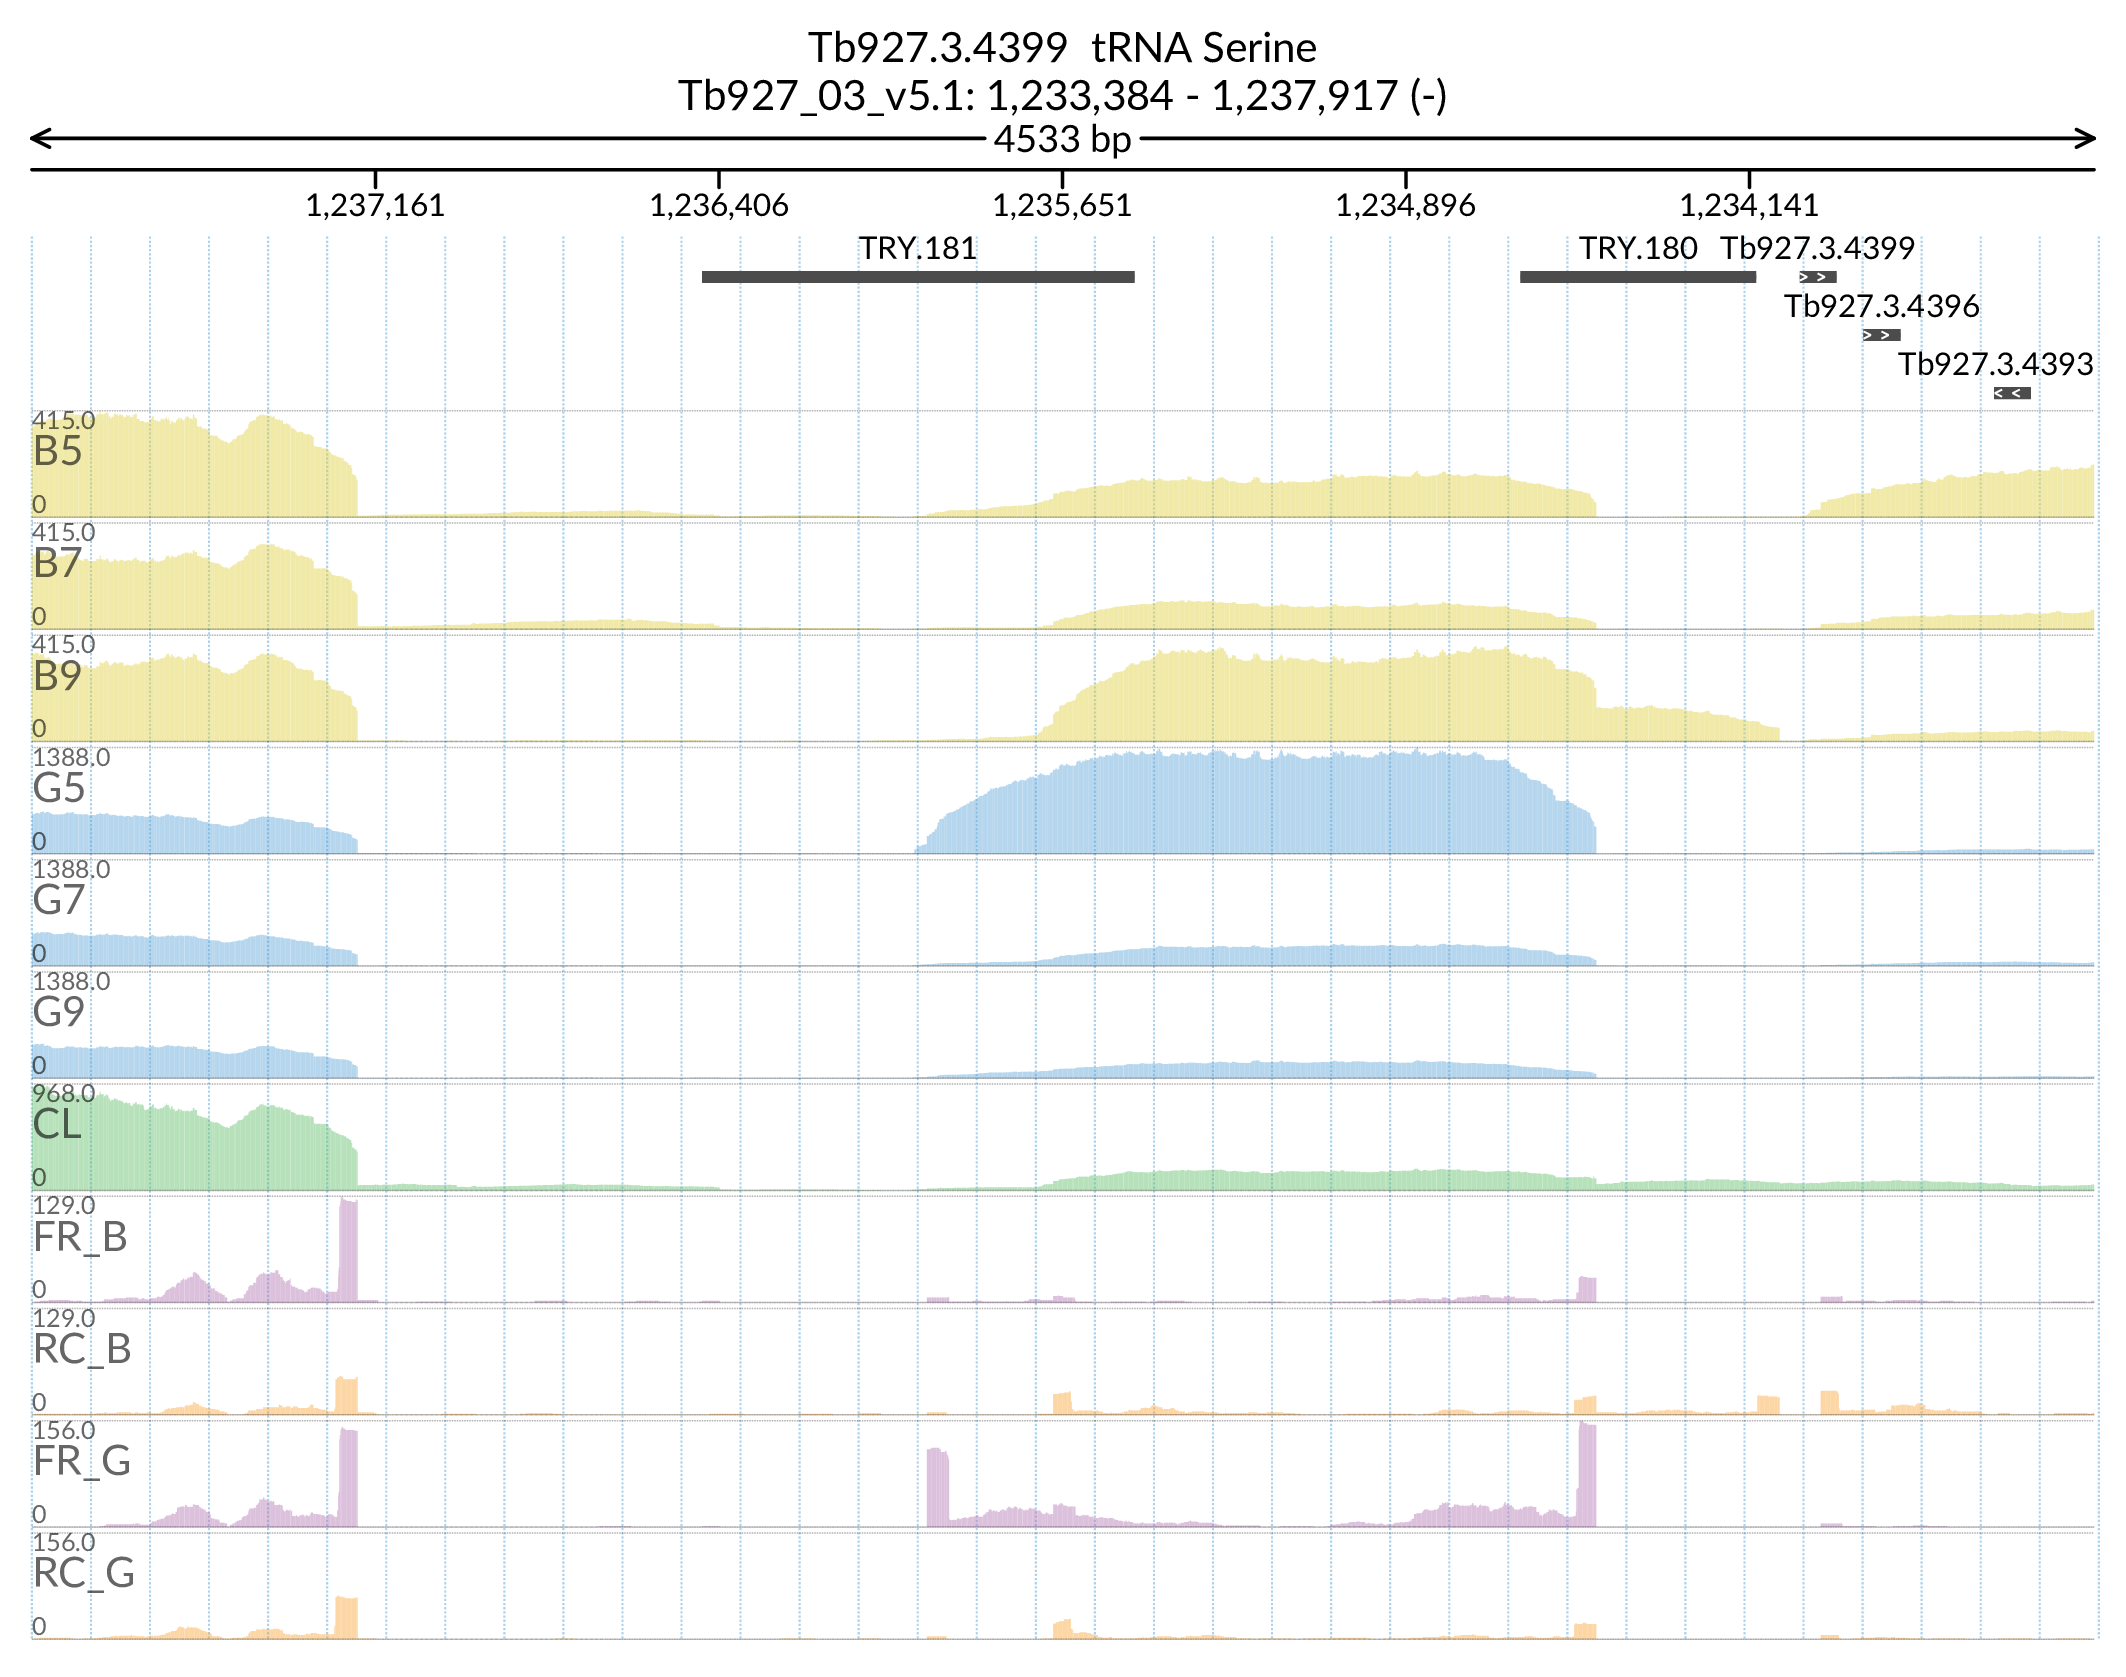 Tb927.3.4399  tRNA Serine
Tb927_03_v5.1: 1,233,384 - 1,237,917 (-)
4533 bp
1,237,161 1,236,406 1,235,651 1,234,896 1,234,141
TRY.181 TRY.180 Tb927.3.4399
> >
Tb927.3.4396
> >
Tb927.3.4393
< <
415.0
B5
0
415.0
B7
0
415.0
B9
0
1388.0
G5
0
1388.0
G7
0
1388.0
G9
0
968.0
CL
0
129.0
FR_B
0
129.0
RC_B
0
156.0
FR_G
0
156.0
RC_G
0